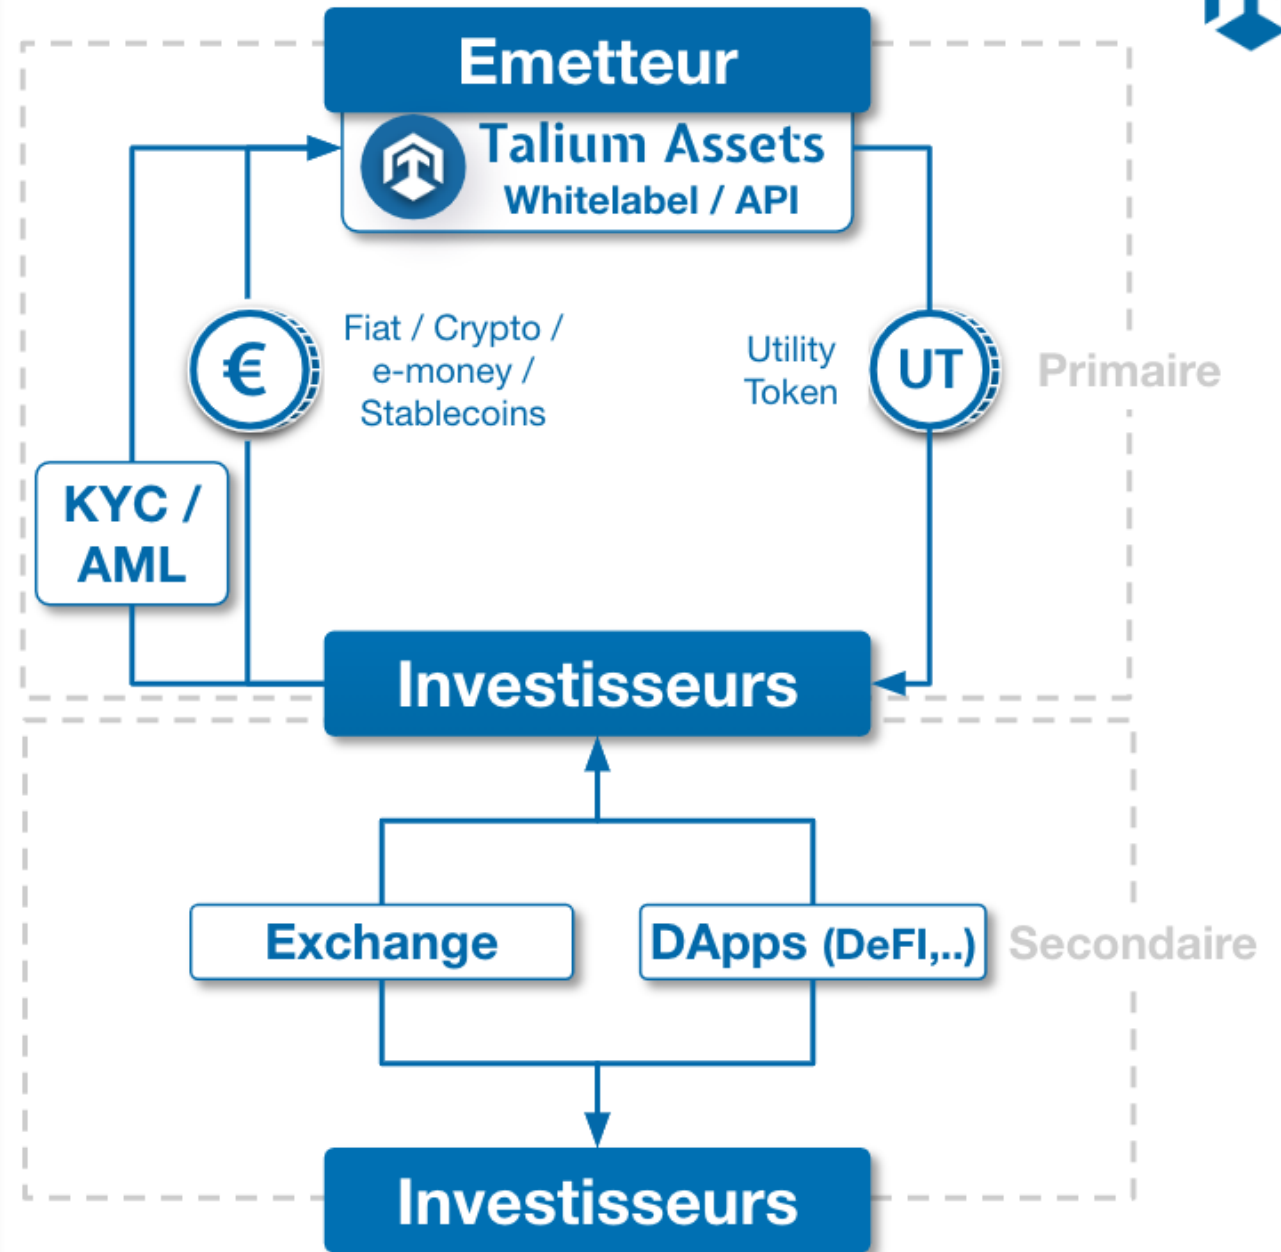 Emetteur
Talium Assets
Whitelabel / API
Fiat / Crypto /
e-money /
Stablecoins
€
Utility
Token
UT
Primaire
KYC /
AML
Investisseurs
Exchange
DApps (DeFI,..)
Secondaire
Investisseurs